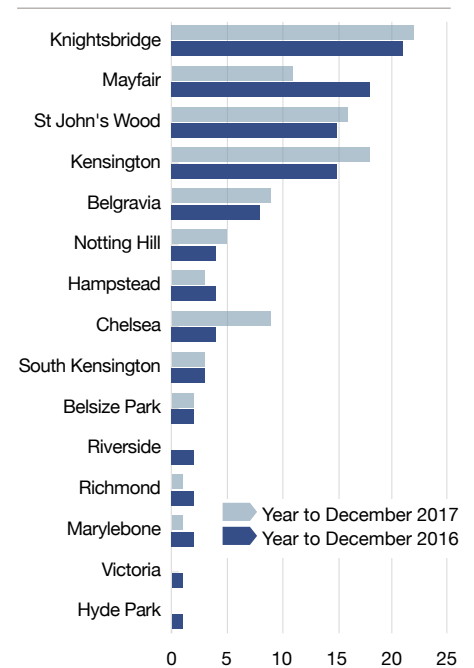 Knightsbridge
Mayfair
St John's Wood
Kensington
Belgravia
Notting Hill
Hampstead
Chelsea
South Kensington
Belsize Park
Riverside
Richmond
Marylebone
Victoria
Hyde Park
Year to December 2017
Year to December 2016
0 5 10 15 20 25